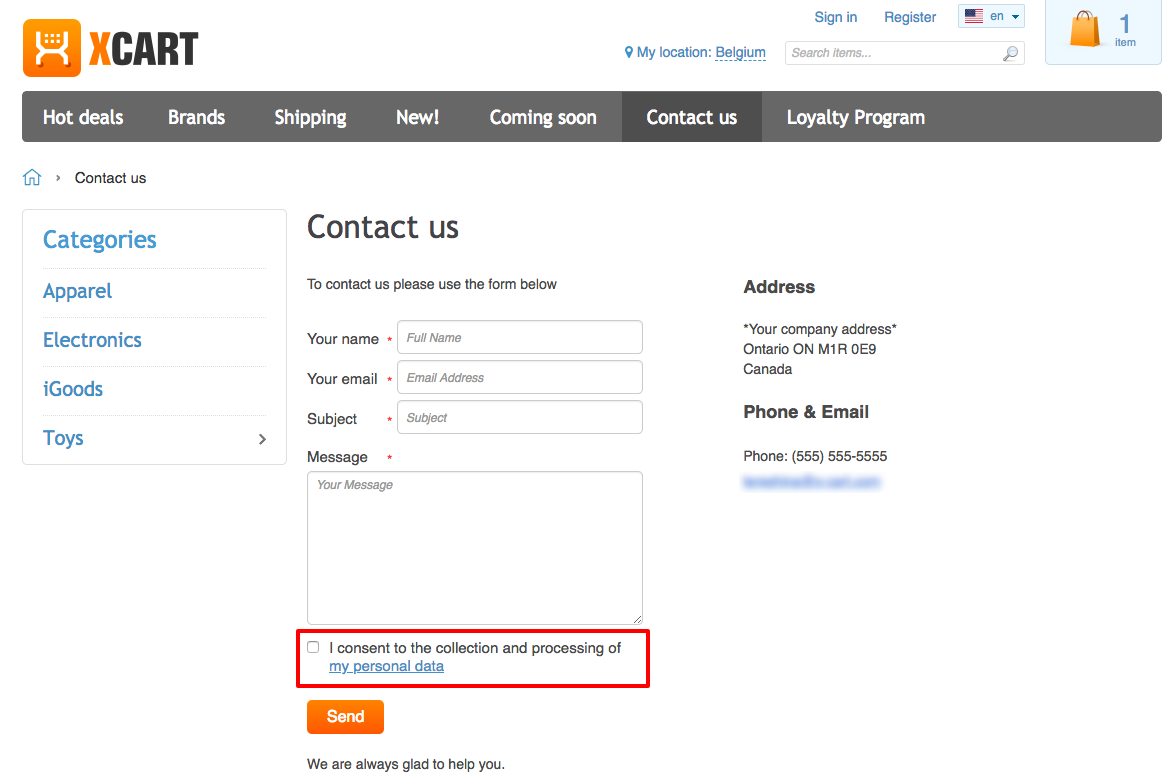 XCART
Sign in
Register
en
1
item
My location: Belgium
Search items...
Hot deals
Brands
Shipping
New!
Coming soon
Contact us
Loyalty Program
› Contact us
Categories
Apparel
Electronics
iGoods
Toys
Contact us
To contact us please use the form below
Your name *
Full Name
Your email *
Email Address
Subject *
Subject
Message *
Your Message
I consent to the collection and processing of
my personal data
Send
We are always glad to help you.
Address
*Your company address*
Ontario ON M1R 0E9
Canada
Phone & Email
Phone: (555) 555-5555